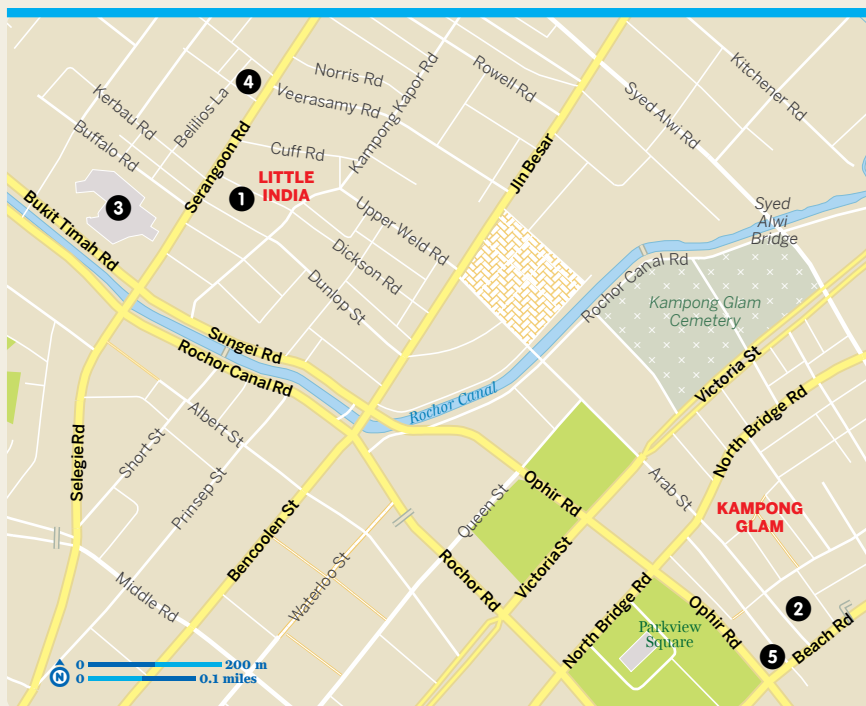 4
Norris Rd
Rowell Rd
Kitchener Rd
Kerbau Rd
Belilios La
Veerasamy Rd
Kampong Kapor Rd
Syed Alwi Rd
Buffalo Rd
Serangoon Rd
Cuff Rd
Jln Besar
LITTLE
INDIA
1
3
Bukit Timah Rd
Upper Weld Rd
Syed
Alwi
Bridge
Dickson Rd
Dunlop St
Rochor Canal Rd
Kampong Glam
Cemetery
Sungei Rd
Rochor Canal Rd
Rochor Canal
Victoria St
North Bridge Rd
Albert St
Short St
Selegie Rd
Prinsep St
Bencoolen St
Queen St
Ophir Rd
Arab St
KAMPONG
GLAM
Waterloo St
Middle Rd
Rochor Rd
Victoria St
North Bridge Rd
Ophir Rd
2
Parkview
Square
5
Beach Rd
0 200 m
N
0 0.1 miles